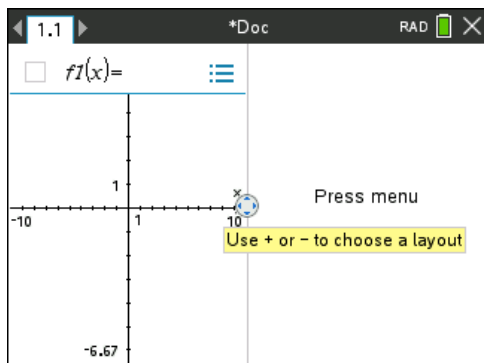 1.1 *Doc RAD
f1(x)=
1
x
-10 1 10
Press menu
Use + or - to choose a layout
-6.67